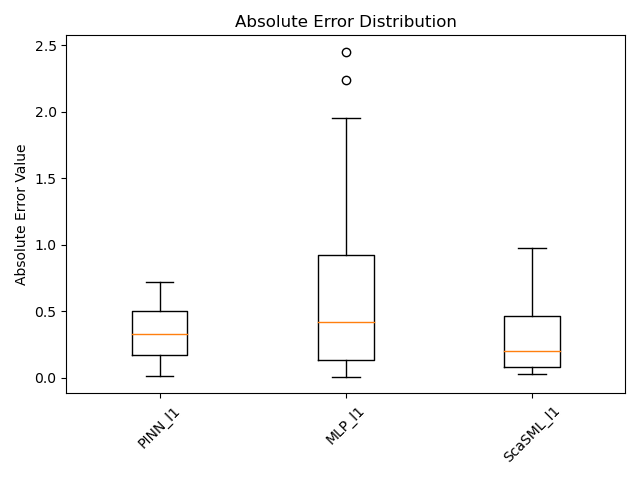 Absolute Error Distribution
Absolute Error Value
2.5
2.0
1.5
1.0
0.5
0.0
PINN_l1
MLP_l1
ScaSML_l1